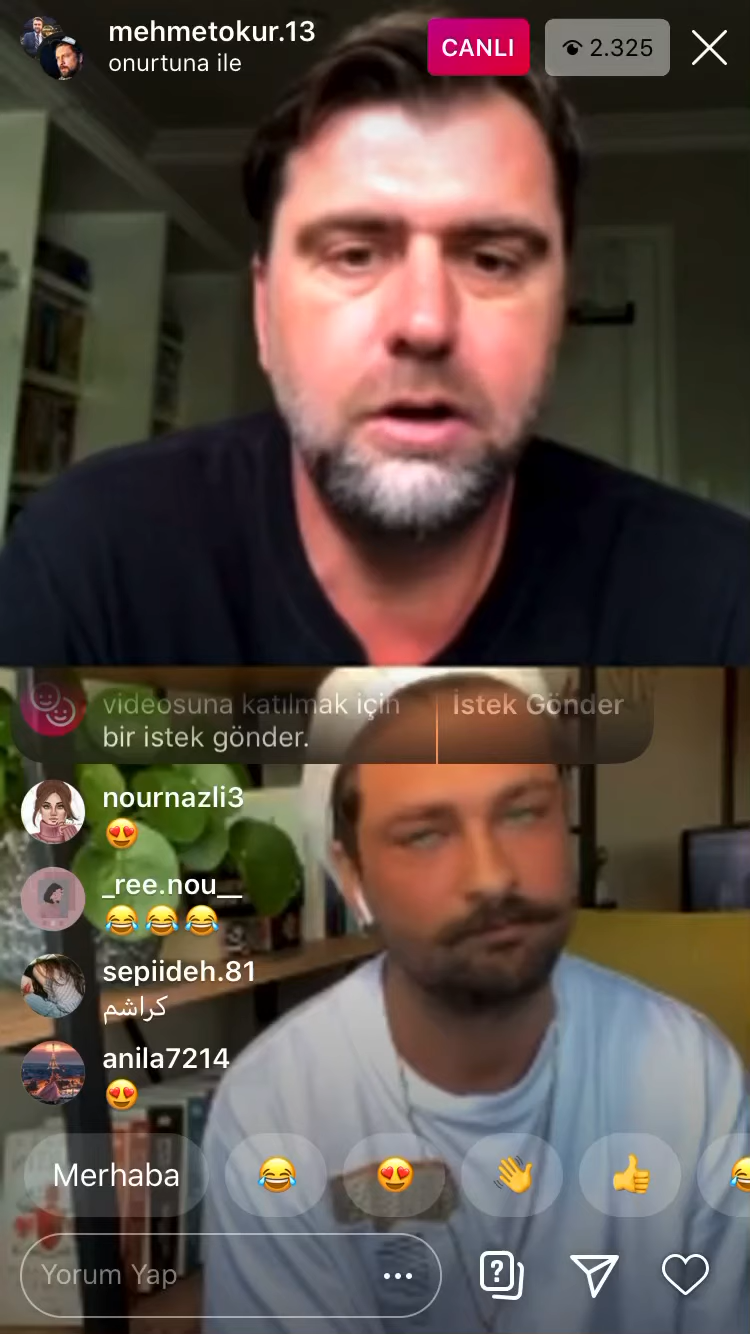 mehmetokur.13
onurtuna ile
CANLI
2.325
videosuna katılmak için
bir istek gönder.
İstek Gönder
nournazli3
😍
_ree.nou__
😂😂😂
sepiideh.81
كراشم
anila7214
😍
Merhaba
😂 😍 👋 👍 😂
Yorum Yap
?